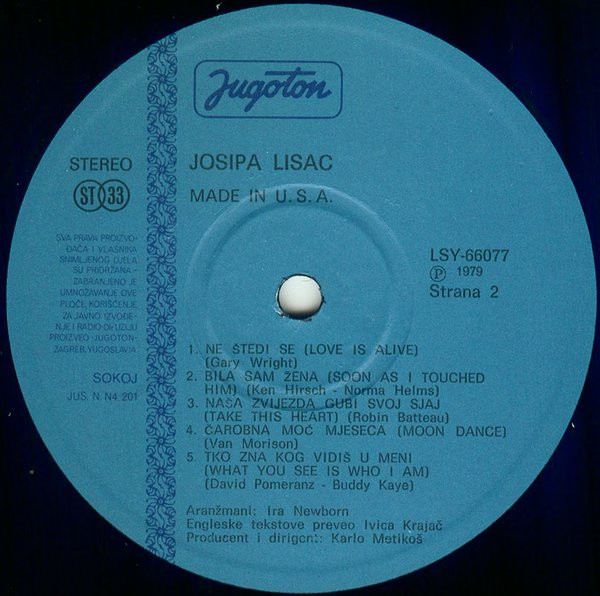 Jugoton
STEREO
ST 33
JOSIPA LISAC
MADE IN U.S.A.
SVA PRAVA PROIZVO-
ĐAČA I VLASNIKA
SNIMLJENOG DJELA
SU PRIDRŽANA -
ZABRANJENO JE
UMNOŽAVANJE OVE
PLOČE, KORIŠĆENJE
ZA JAVNO IZVOĐE-
NJE I RADIO-DIFUZIJU
PROIZVEO · JUGOTON -
ZAGREB, YUGOSLAVIA
SOKOJ
JUS. N. N4. 201
LSY-66077
Ⓟ 1979
Strana 2
1. NE ŠTEDI SE (LOVE IS ALIVE)
(Gary Wright)
2. BILA SAM ŽENA (SOON AS I TOUCHED
HIM) (Ken Hirsch - Norma Helms)
3. NAŠA ZVIJEZDA GUBI SVOJ SJAJ
(TAKE THIS HEART) (Robin Batteau)
4. ČAROBNA MOĆ MJESECA (MOON DANCE)
(Van Morison)
5. TKO ZNA KOG VIDIŠ U MENI
(WHAT YOU SEE IS WHO I AM)
(David Pomeranz - Buddy Kaye)
Aranžmani: Ira Newborn
Engleske tekstove preveo Ivica Krajač
Producent i dirigent: Karlo Metikoš